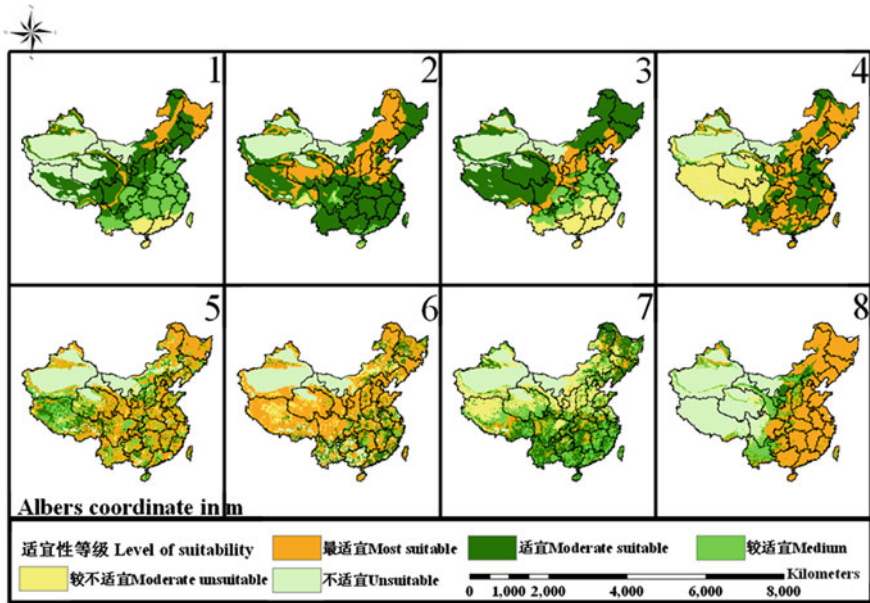 1 2 3 4
5 6 7 8
Albers coordinate in m
适宜性等级 Level of suitability 最适宜Most suitable 适宜Moderate suitable 较适宜Medium
较不适宜Moderate unsuitable 不适宜Unsuitable
Kilometers
0 1,000 2,000 4,000 6,000 8,000